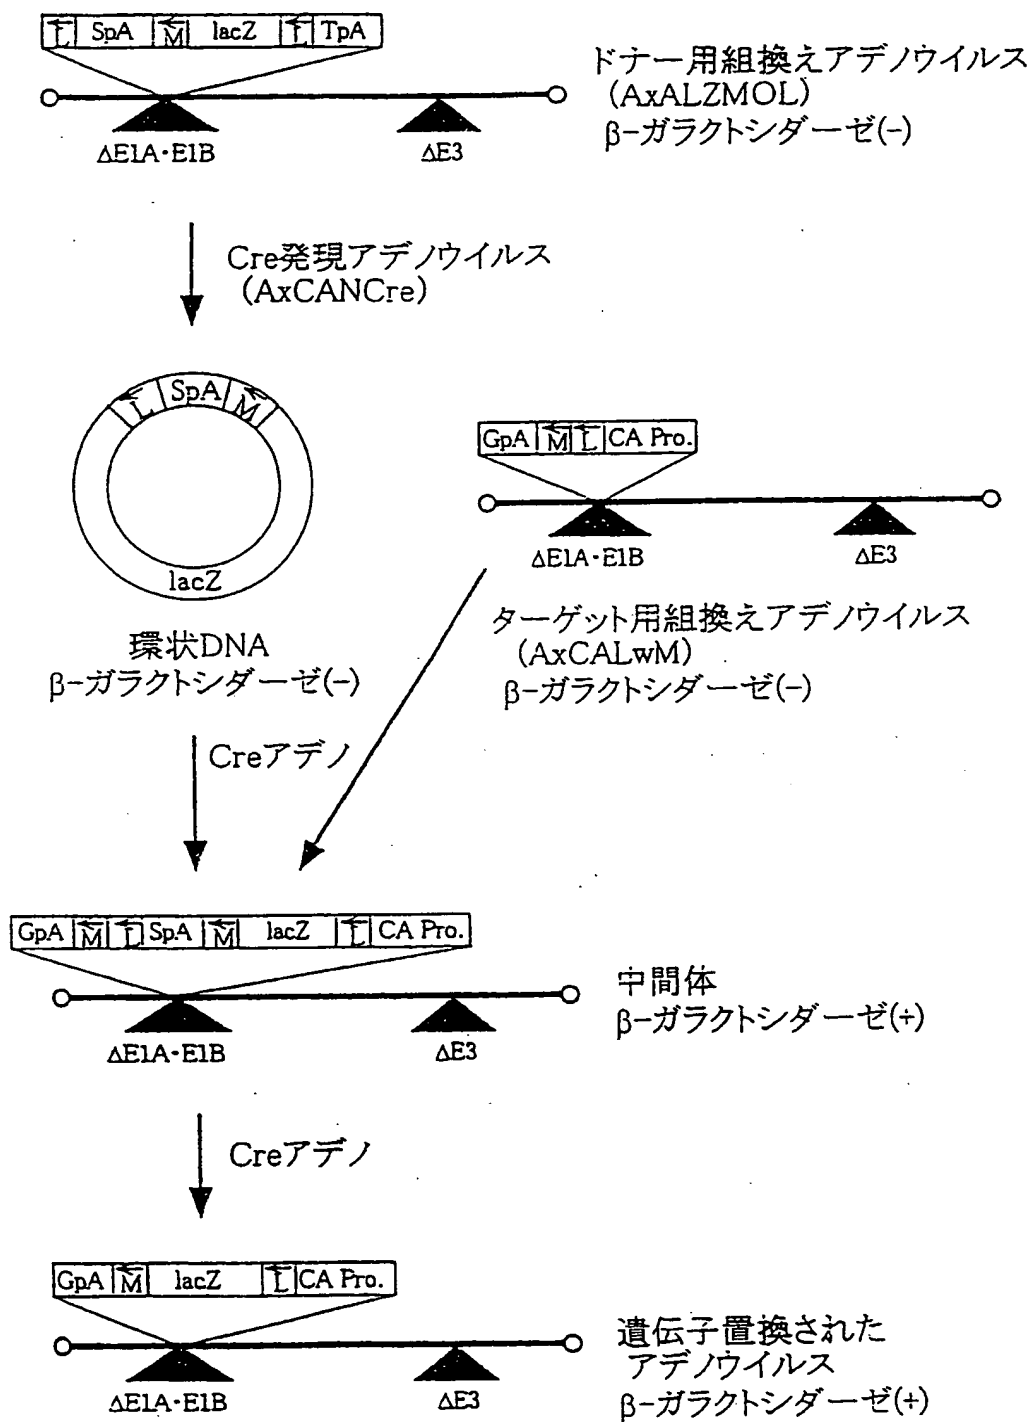 L SpA M lacZ L TpA
ドナー用組換えアデノウイルス
(AxALZMOL)
β-ガラクトシダーゼ(-)
ΔE1A·E1B
ΔE3
Cre発現アデノウイルス
(AxCANCre)
L SpA M
lacZ
環状DNA
β-ガラクトシダーゼ(-)
GpA M L CA Pro.
ΔE1A·E1B
ΔE3
ターゲット用組換えアデノウイルス
(AxCALwM)
β-ガラクトシダーゼ(-)
Creアデノ
GpA M L SpA M lacZ L CA Pro.
ΔE1A·E1B
ΔE3
中間体
β-ガラクトシダーゼ(+)
Creアデノ
GpA M lacZ L CA Pro.
ΔE1A·E1B
ΔE3
遺伝子置換された
アデノウイルス
β-ガラクトシダーゼ(+)